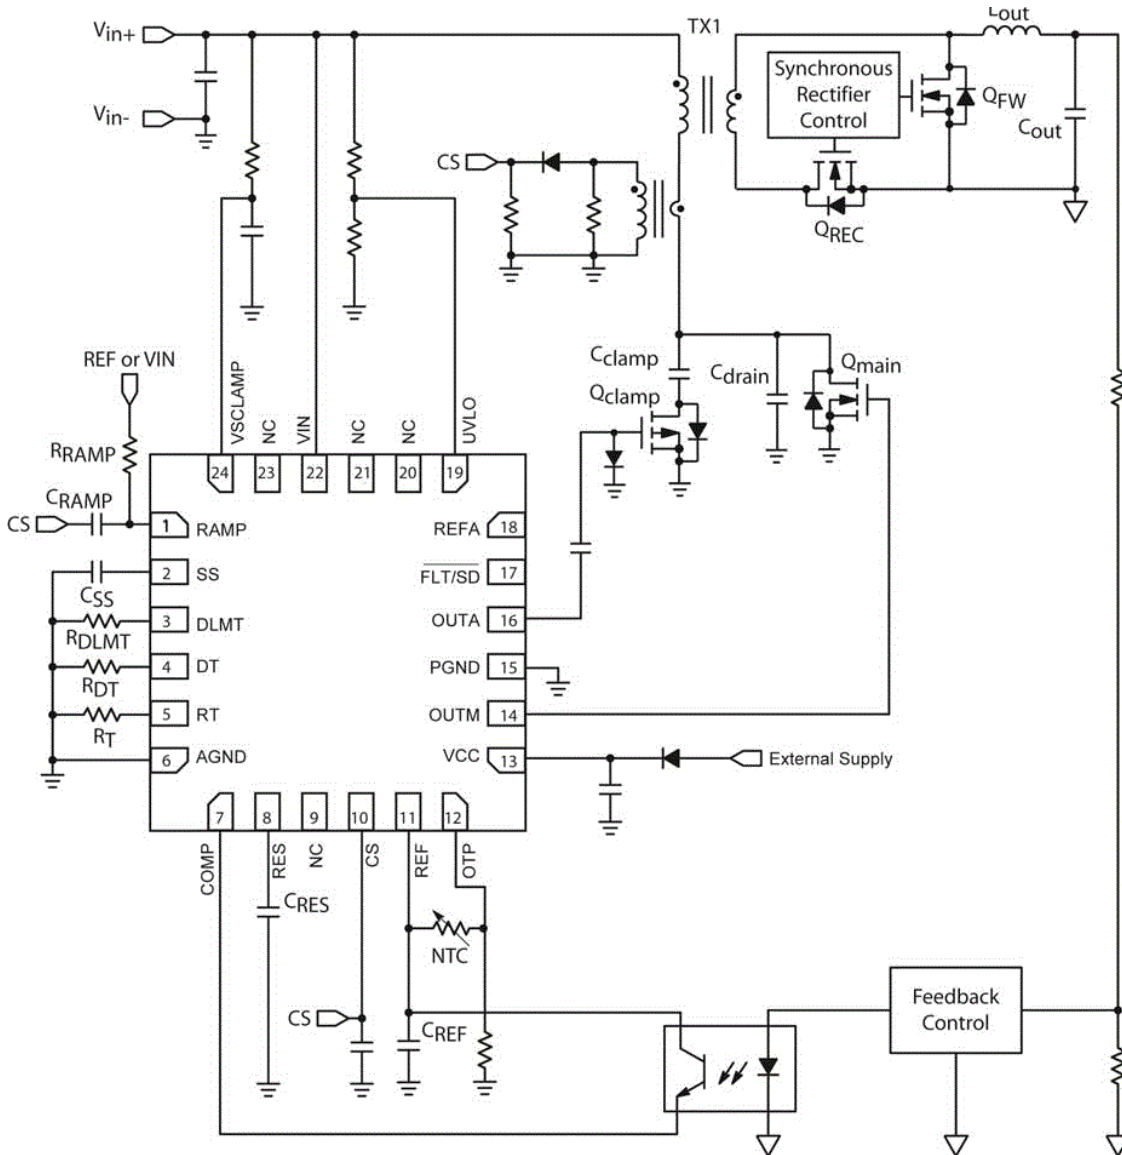 Vin+
Vin-
TX1
Lout
Synchronous
Rectifier
Control
QFW
Cout
CS
QREC
REF or VIN
RRAMP
CRAMP
CS
Cclamp
Qclamp
Cdrain
Qmain
VSCLAMP
NC
VIN
NC
NC
UVLO
24
23
22
21
20
19
1 RAMP
2 SS
3 DLMT
4 DT
5 RT
6 AGND
CSS
RDLMT
RDT
RT
REFA 18
FLT/SD 17
OUTA 16
PGND 15
OUTM 14
VCC 13
External Supply
7
8
9
10
11
12
COMP
RES
NC
CS
REF
OTP
CRES
NTC
CS
CREF
Feedback
Control